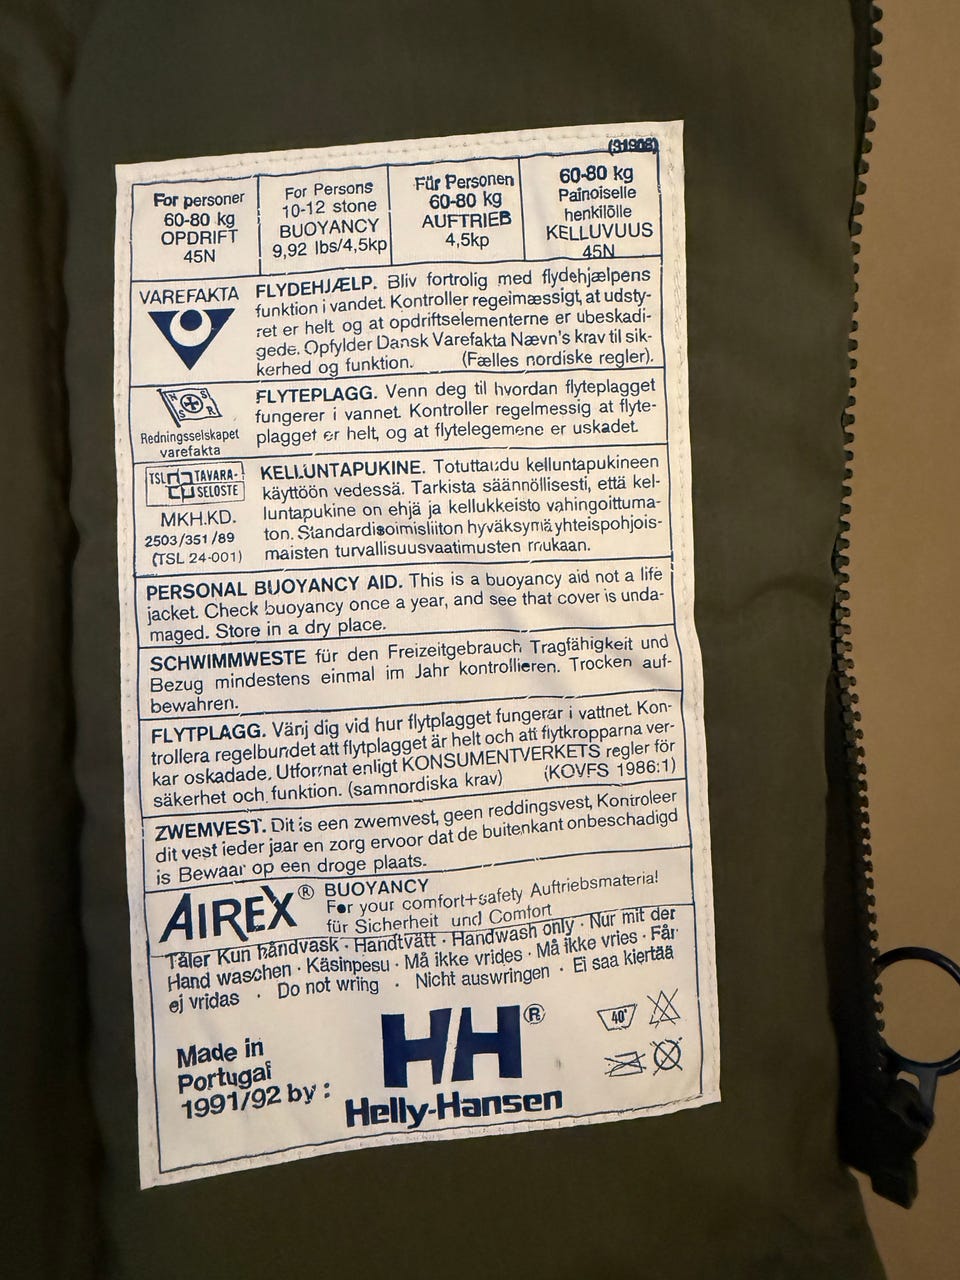 For personer
60-80 kg
OPDRIFT
45N
For Persons
10-12 stone
BUOYANCY
9,92 lbs/4,5kp
Für Personen
60-80 kg
AUFTRIEB
4,5kp
60-80 kg
Painoiselle
henkilölle
KELLUVUUS
45N
VAREFAKTA
FLYDEHJÆLP. Bliv fortrolig med flydehjælpens
funktion i vandet. Kontroller regelmæssigt, at udsty-
ret er helt og at opdriftselementerne er ubeskadi-
gede. Opfylder Dansk Varefakta Nævn's krav til sik-
kerhed og funktion. (Fælles nordiske regler).
N S
S R
Redningsselskapet
varefakta
FLYTEPLAGG. Venn deg til hvordan flyteplagget
fungerer i vannet. Kontroller regelmessig at flyte-
plagget er helt, og at flytelegemene er uskadet.
TSL TAVARA-
SELOSTE
MKH.KD.
2503/351/89
(TSL 24-001)
KELLUNTAPUKINE. Totuttaudu kelluntapukineen
käyttöön vedessä. Tarkista säännöllisesti, että kel-
luntapukine on ehjä ja kellukkeisto vahingoittuma-
ton. Standardisoimisliiton hyväksymä yhteispohjois-
maisten turvallisuusvaatimusten mukaan.
PERSONAL BUOYANCY AID. This is a buoyancy aid not a life
jacket. Check buoyancy once a year, and see that cover is unda-
maged. Store in a dry place.
SCHWIMMWESTE für den Freizeitgebrauch. Tragfähigkeit und
Bezug mindestens einmal im Jahr kontrollieren. Trocken auf-
bewahren.
FLYTPLAGG. Vänj dig vid hur flytplagget fungerar i vattnet. Kon-
trollera regelbundet att flytplagget är helt och att flytkropparna ver-
kar oskadade. Utformat enligt KONSUMENTVERKETS regler för
säkerhet och funktion. (samnordiska krav) (KOVFS 1986:1)
ZWEMVEST. Dit is een zwemvest, geen reddingsvest, Kontroleer
dit vest ieder jaar en zorg ervoor dat de buitenkant onbeschadigd
is Bewaar op een droge plaats.
AIREX® BUOYANCY
For your comfort+safety Auftriebsmaterial
für Sicherheit und Comfort
Tåler Kun håndvask · Handtvätt · Handwash only · Nur mit der
Hand waschen · Käsinpesu · Må ikke vrides · Må ikke vries · Får
ej vridas · Do not wring · Nicht auswringen · Ei saa kiertää
HH®
40°
Made in
Portugal
1991/92 by :
Helly-Hansen